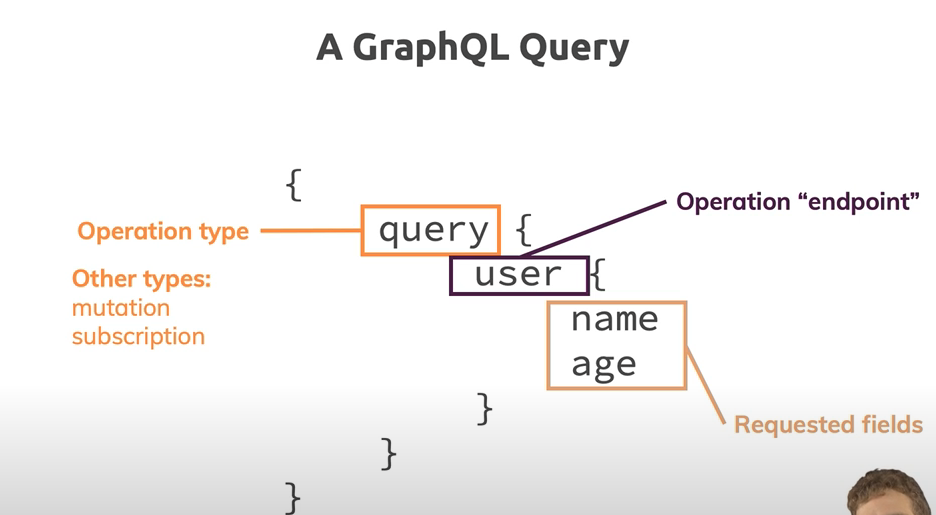 A GraphQL Query
{
Operation "endpoint"
Operation type
query {
Other types:
user {
mutation
name
subscription
age
}
Requested fields
}
}